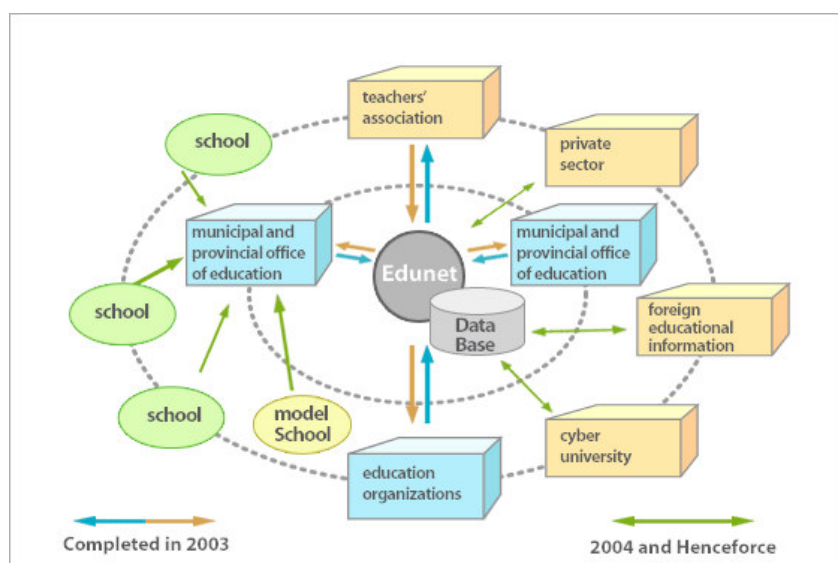 teachers'
association
school
private
sector
municipal and
provincial office
of education
municipal and
provincial office
of education
Edunet
school
Data
Base
foreign
educational
information
school
model
School
cyber
university
education
organizations
Completed in 2003
2004 and Henceforce